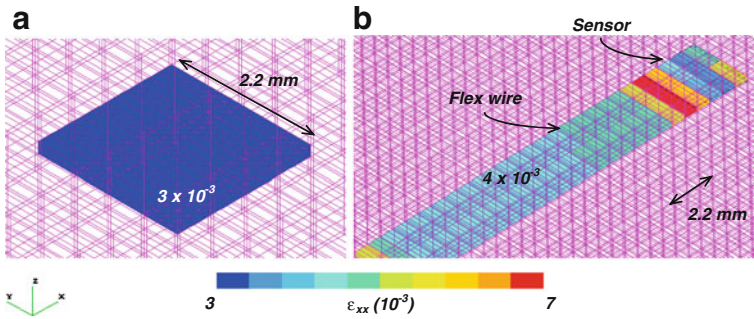 a
b
Sensor
2.2 mm
Flex wire
3 x 10⁻³
4 x 10⁻³
2.2 mm
Z
Y
X
3
ε_xx (10⁻³)
7